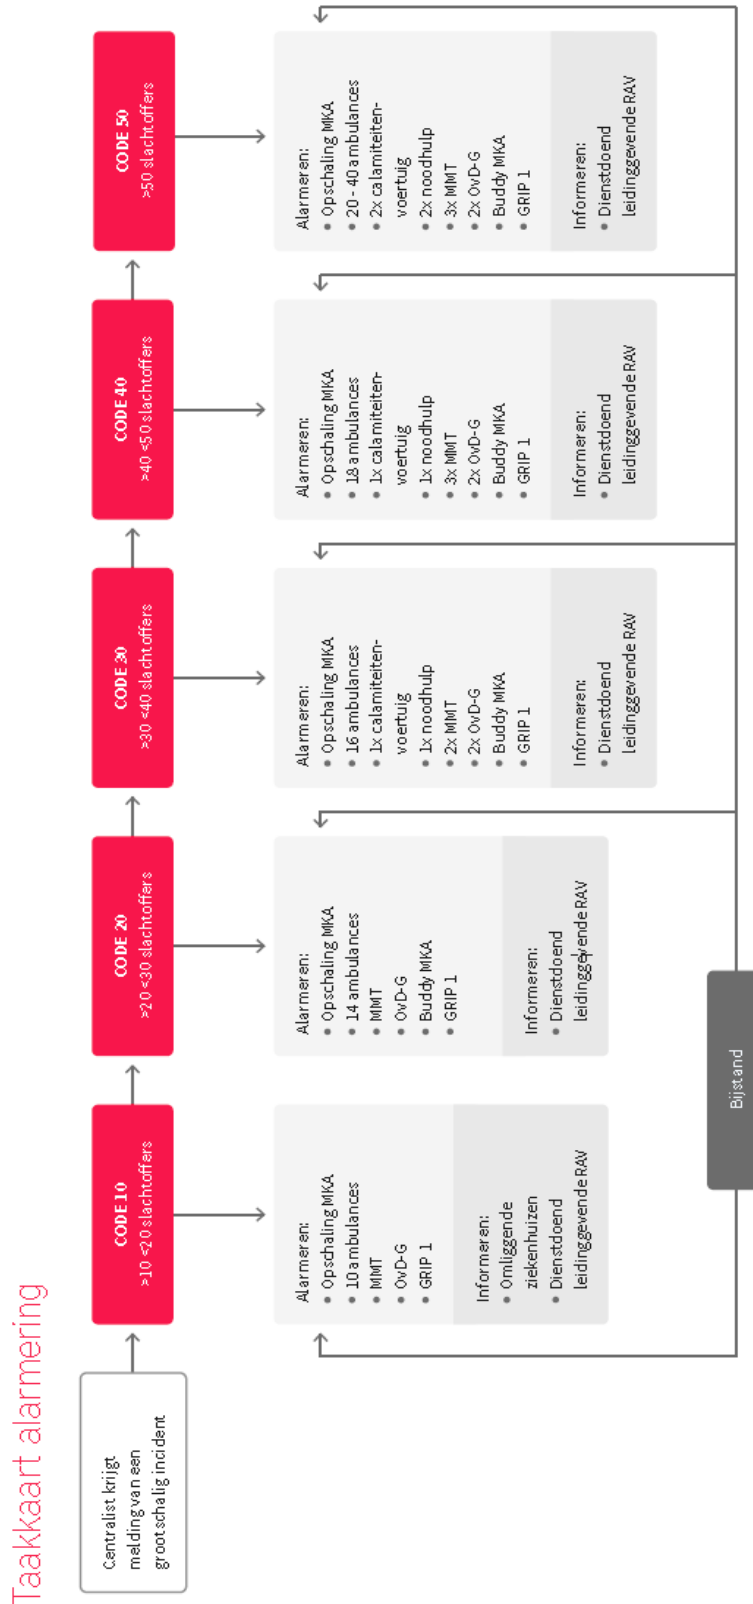 Taakkaart alarmering
Centralist krijgt
melding van een
grootschalig incident
CODE 10
>10 <20 slachtoffers
Alarmeren:
• Opschaling MKA
• 10 ambulances
• MMT
• OvD-G
• GRIP 1
Informeren:
• Omliggende
ziekenhuizen
• Dienstdoend
leidinggevende RAV
CODE 20
>20 <30 slachtoffers
Alarmeren:
• Opschaling MKA
• 14 ambulances
• MMT
• OvD-G
• Buddy MKA
• GRIP 1
Informeren:
• Dienstdoend
leidinggevende RAV
CODE 30
>30 <40 slachtoffers
Alarmeren:
• Opschaling MKA
• 16 ambulances
• 1x calamiteiten-
voertuig
• 1x noodhulp
• 2x MMT
• 2x OvD-G
• Buddy MKA
• GRIP 1
Informeren:
• Dienstdoend
leidinggevende RAV
CODE 40
>40 <50 slachtoffers
Alarmeren:
• Opschaling MKA
• 18 ambulances
• 1x calamiteiten-
voertuig
• 1x noodhulp
• 3x MMT
• 2x OvD-G
• Buddy MKA
• GRIP 1
Informeren:
• Dienstdoend
leidinggevende RAV
CODE 50
>50 slachtoffers
Alarmeren:
• Opschaling MKA
• 20 - 40 ambulances
• 2x calamiteiten-
voertuig
• 2x noodhulp
• 3x MMT
• 2x OvD-G
• Buddy MKA
• GRIP 1
Informeren:
• Dienstdoend
leidinggevende RAV
Bijstand